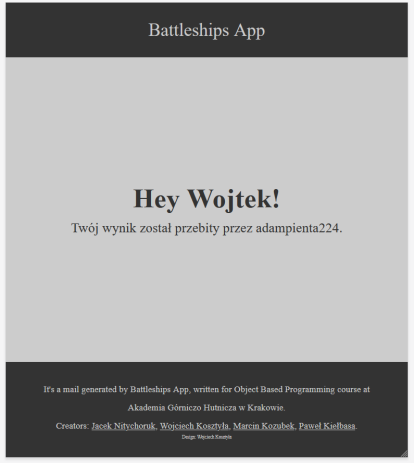 Battleships App
Hey Wojtek!
Twój wynik został przebity przez adampienta224.
It's a mail generated by Battleships App, written for Object Based Programming course at
Akademia Górniczo Hutnicza w Krakowie.
Creators: Jacek Nitychoruk, Wojciech Kosztyła, Marcin Kozubek, Paweł Kiełbasa.
Design: Wojciech Kosztyła